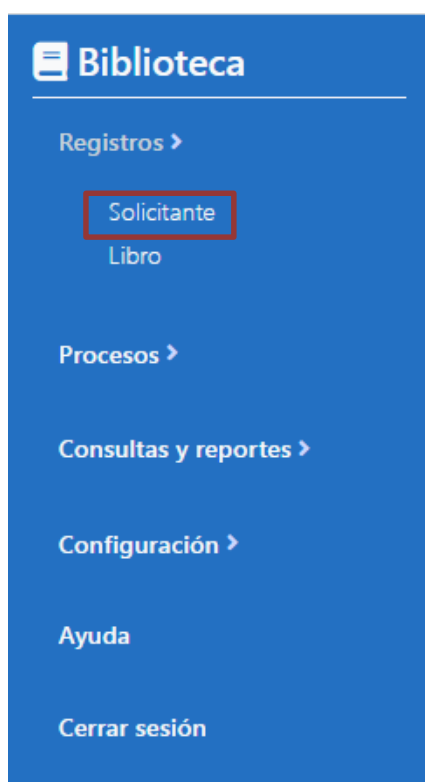 Biblioteca
Registros
Solicitante
Libro
Procesos
Consultas y reportes
Configuración
Ayuda
Cerrar sesión